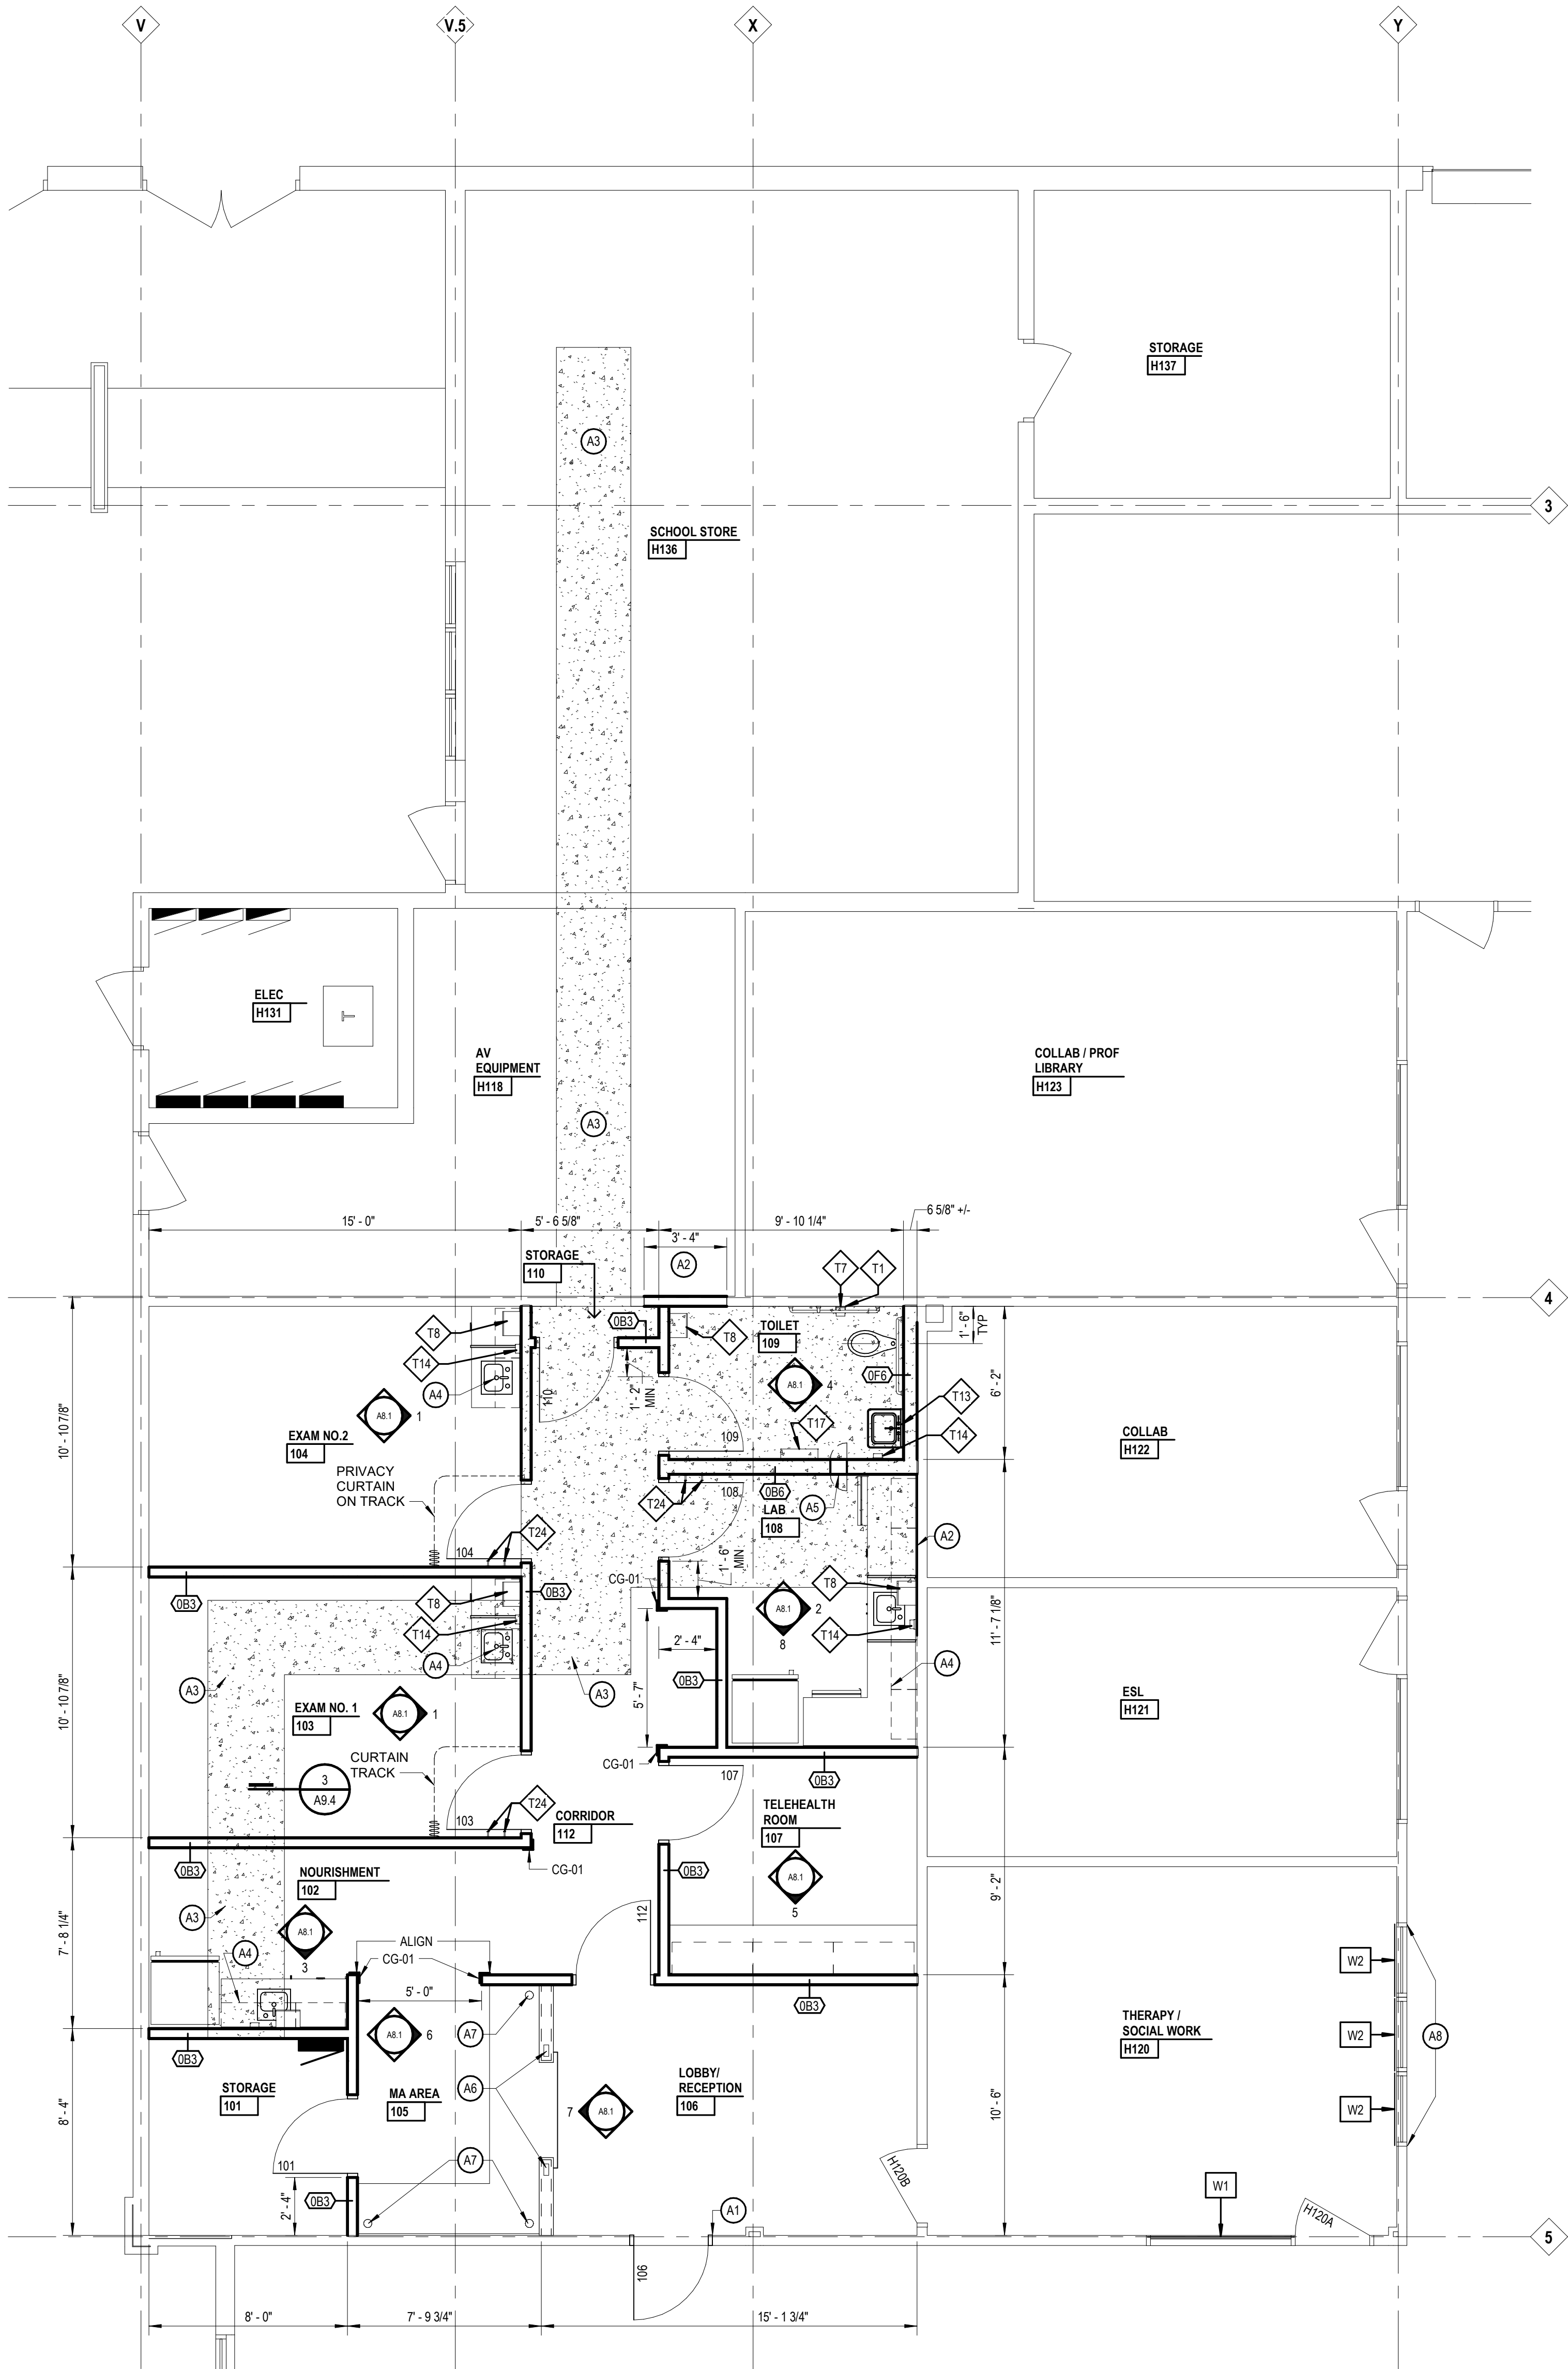 V
V.5
X
Y
STORAGE
H137
A3
3
SCHOOL STORE
H136
ELEC
H131
T
AV
EQUIPMENT
H118
COLLAB / PROF
LIBRARY
H123
A3
15' - 0"
5' - 6 5/8"
9' - 10 1/4"
6 5/8" +/-
3' - 4"
A2
STORAGE
110
T7
T1
4
T8
0B3
T8
TOILET
109
1' - 6"
TYP
T14
A4
110
1' - 2"
MIN
A8.1
4
0F6
6' - 2"
T13
A8.1
1
T17
T14
109
10' - 10 7/8"
EXAM NO.2
104
COLLAB
H122
PRIVACY
CURTAIN
ON TRACK
T24
108
0B6
LAB
108
A5
T24
104
A2
1' - 6"
MIN
CG-01
0B3
0B3
T8
T8
A8.1
2
8
T14
T14
11' - 7 1/8"
A4
2' - 4"
A4
A3
A3
0B3
5' - 7"
10' - 10 7/8"
EXAM NO. 1
103
A8.1
1
ESL
H121
CURTAIN
TRACK
CG-01
107
0B3
3
A9.4
T24
103
CORRIDOR
112
TELEHEALTH
ROOM
107
0B3
CG-01
0B3
NOURISHMENT
102
A8.1
5
9' - 2"
A3
7' - 8 1/4"
A8.1
3
112
A4
ALIGN
CG-01
W2
5' - 0"
0B3
A7
A8.1
6
THERAPY /
SOCIAL WORK
H120
W2
A8
0B3
STORAGE
101
MA AREA
105
A6
LOBBY/
RECEPTION
106
A8.1
7
10' - 6"
W2
8' - 4"
A7
101
H120B
2' - 4"
0B3
W1
A1
H120A
5
106
8' - 0"
7' - 9 3/4"
15' - 1 3/4"